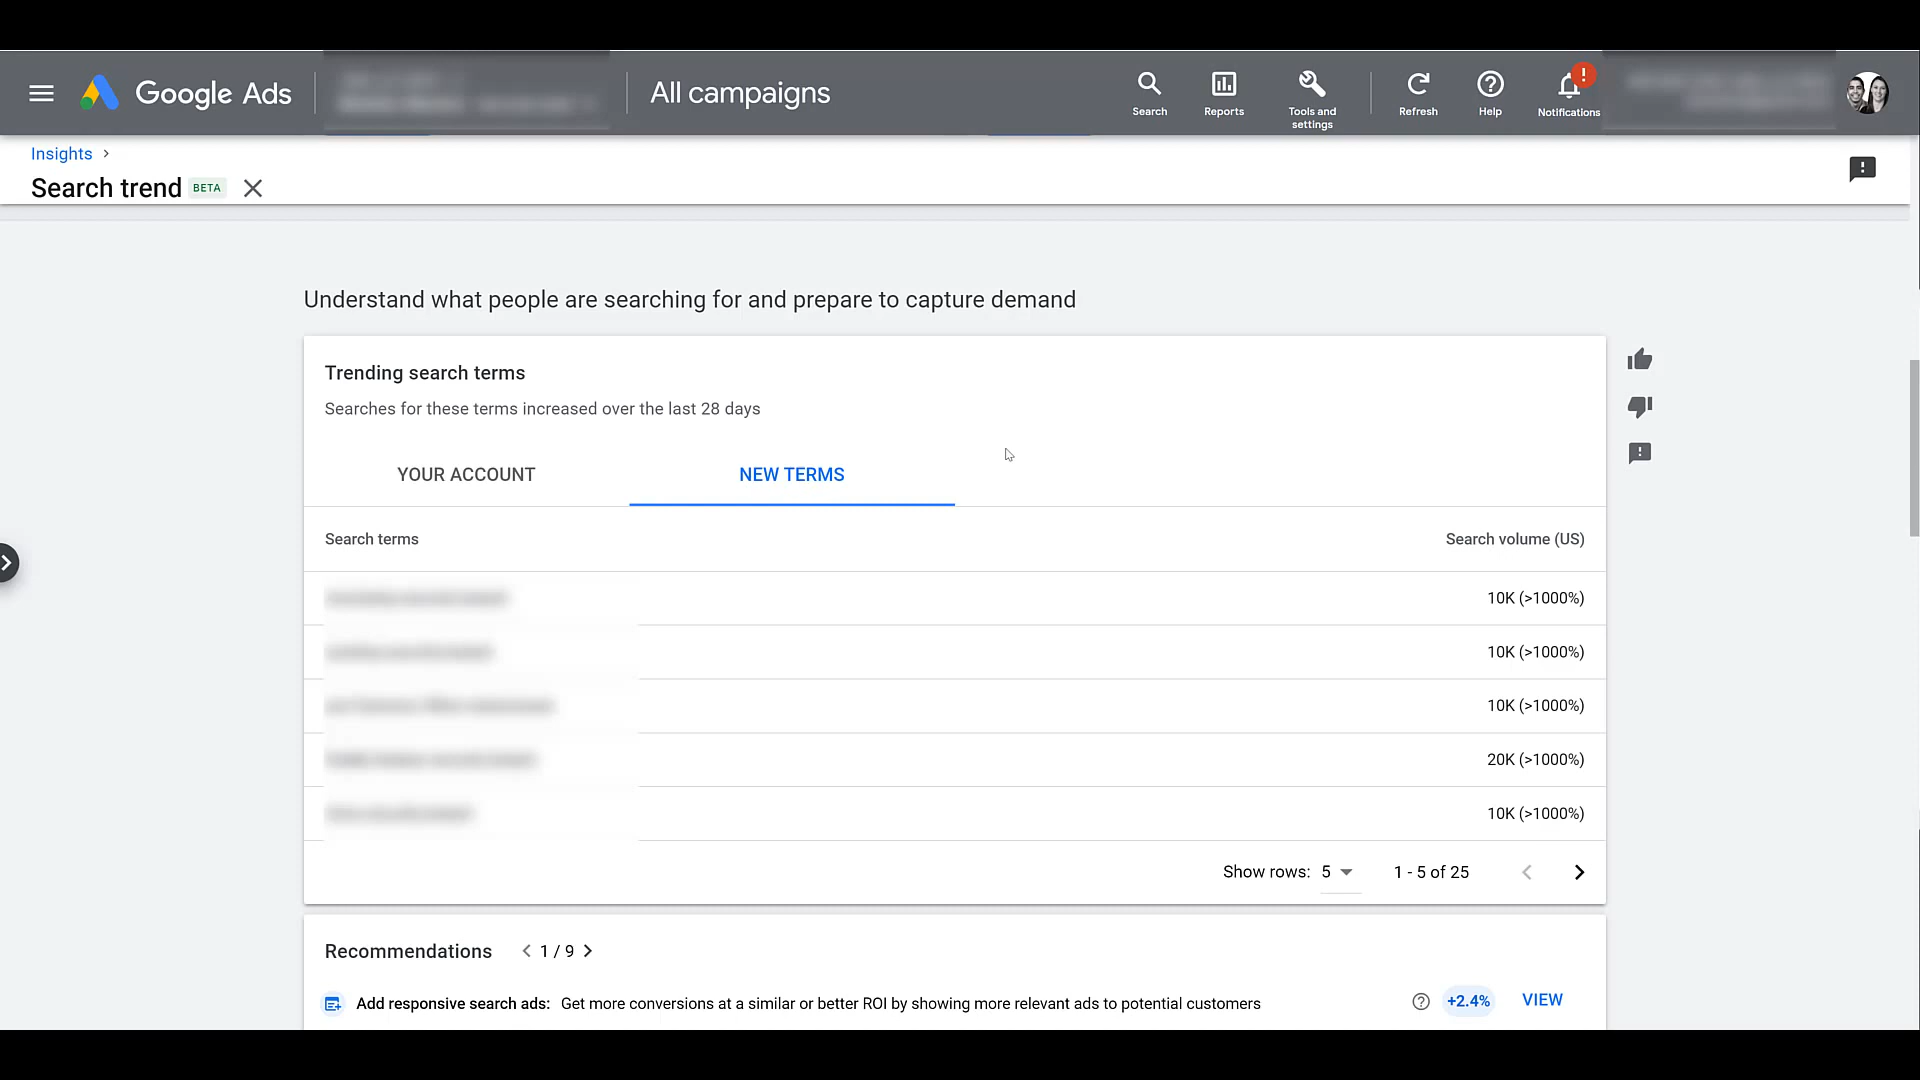 Google Ads
All campaigns
Search
Reports
Tools and
settings
Refresh
Help
!
Notifications
Insights
Search trend BETA
Understand what people are searching for and prepare to capture demand
Trending search terms
Searches for these terms increased over the last 28 days
YOUR ACCOUNT
NEW TERMS
Search terms
Search volume (US)
10K (>1000%)
10K (>1000%)
10K (>1000%)
20K (>1000%)
10K (>1000%)
Show rows: 5
1 - 5 of 25
Recommendations
1 / 9
Add responsive search ads: Get more conversions at a similar or better ROI by showing more relevant ads to potential customers
+2.4%
VIEW